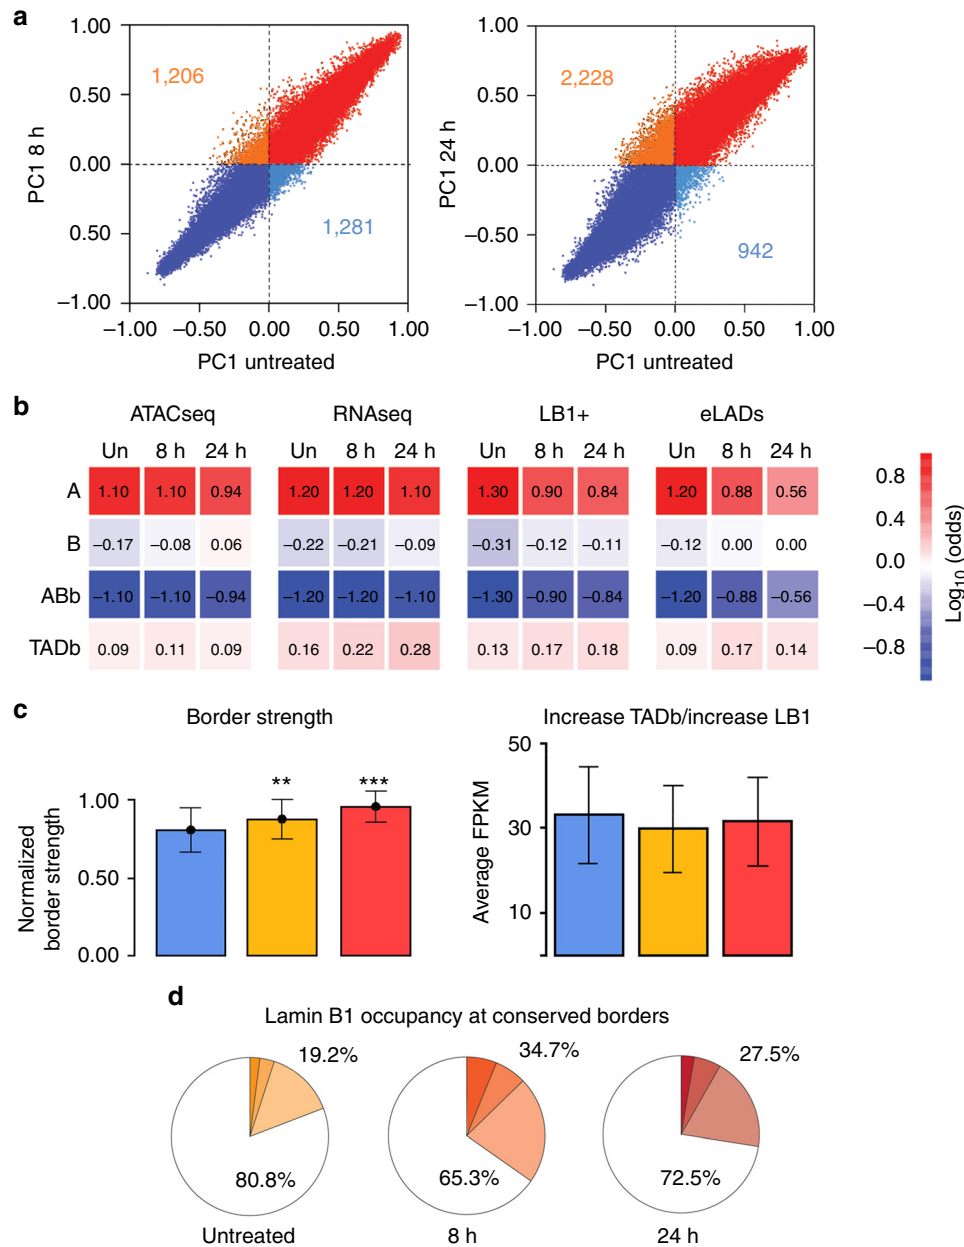 a
1.00
0.50
0.00
0.50
−1.00
PC1 8 h
1,206
1,281
−1.00 −0.50 0.00 0.50 1.00
PC1 untreated
1.00
0.50
0.00
−0.50
−1.00
PC1 24 h
2,228
942
−1.00 −0.50 0.00 0.50 1.00
PC1 untreated
b
ATACseq RNAseq LB1+ eLADs
Un 8 h 24 h Un 8 h 24 h Un 8 h 24 h Un 8 h 24 h
A 1.10 1.10 0.94 1.20 1.20 1.10 1.30 0.90 0.84 1.20 0.88 0.56
B −0.17 −0.08 0.06 −0.22 −0.21 −0.09 −0.31 −0.12 −0.11 −0.12 0.00 0.00
ABb −1.10 −1.10 −0.94 −1.20 −1.20 −1.10 −1.30 −0.90 −0.84 −1.20 −0.88 −0.56
TADb 0.09 0.11 0.09 0.16 0.22 0.28 0.13 0.17 0.18 0.09 0.17 0.14
0.8
0.4
0.0
−0.4
−0.8
Log10 (odds)
c
Border strength
** ***
1.00
0.50
0.00
Normalized
border strength
Increase TADb/increase LB1
50
30
10
Average FPKM
d
Lamin B1 occupancy at conserved borders
19.2% 34.7% 27.5%
80.8% 65.3% 72.5%
Untreated 8 h 24 h